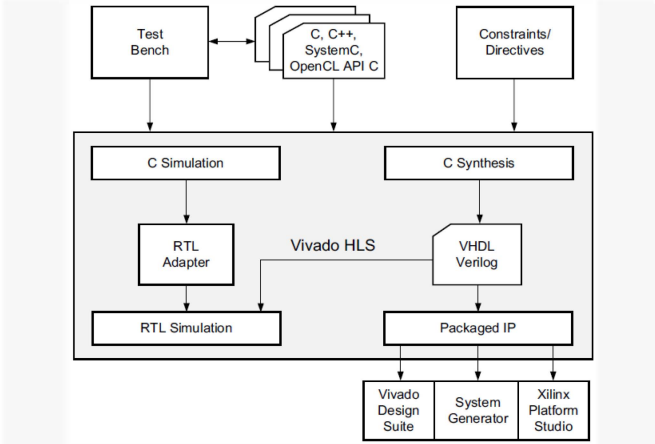 Test
Bench
C, C++,
SystemC,
OpenCL API C
Constraints/
Directives
C Simulation
C Synthesis
RTL
Adapter
Vivado HLS
VHDL
Verilog
RTL Simulation
Packaged IP
Vivado
Design
Suite
System
Generator
Xilinx
Platform
Studio